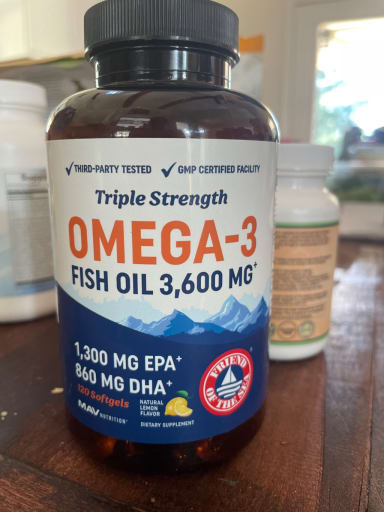 ✓THIRD-PARTY TESTED ✓ GMP CERTIFIED FACILITY
Triple Strength
OMEGA-3
FISH OIL 3,600 MG+
1,300 MG EPA+
860 MG DHA+
120 Softgels
MAV
NUTRITION®
NATURAL
LEMON
FLAVOR
DIETARY SUPPLEMENT
FRIEND
OF THE SEA